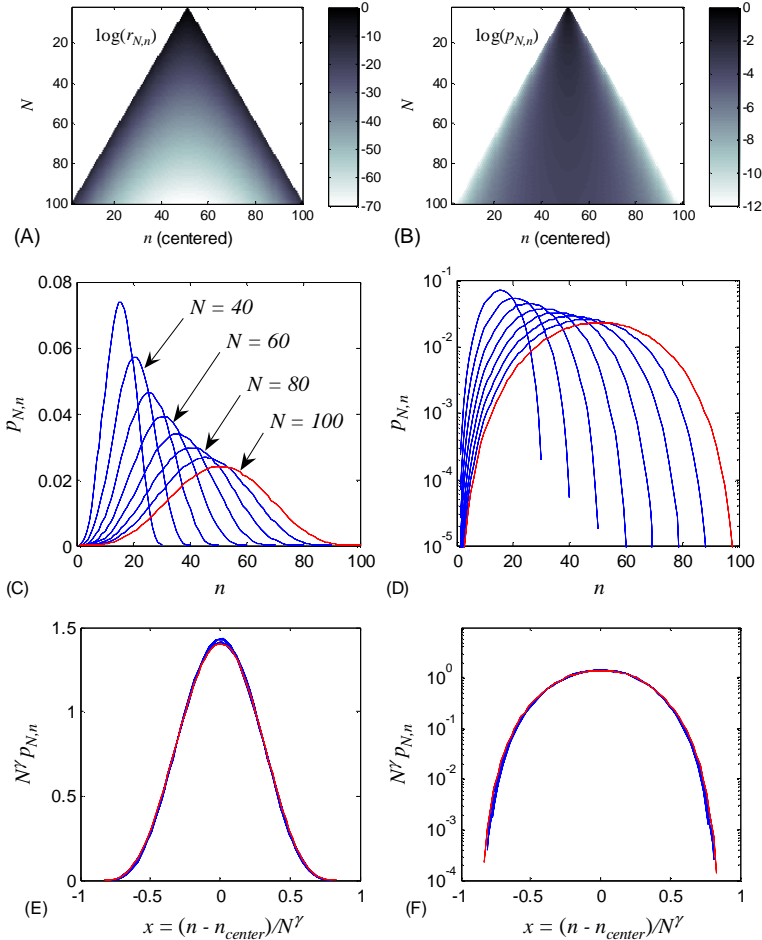 log(r_{N,n})
N
20
40
60
80
100
20 40 60 80 100
n (centered)
0
-10
-20
-30
-40
-50
-60
-70
(A)
log(p_{N,n})
N
20
40
60
80
100
20 40 60 80 100
n (centered)
0
-2
-4
-6
-8
-10
-12
(B)
p_{N,n}
0.08
0.06
0.04
0.02
0
N = 40
N = 60
N = 80
N = 100
0 20 40 60 80 100
n
(C)
p_{N,n}
10^{-1}
10^{-2}
10^{-3}
10^{-4}
10^{-5}
0 20 40 60 80 100
n
(D)
N^γ p_{N,n}
1.5
1
0.5
0
-1 -0.5 0 0.5 1
x = (n - n_{center})/N^γ
(E)
N^γ p_{N,n}
10^0
10^{-1}
10^{-2}
10^{-3}
10^{-4}
-1 -0.5 0 0.5 1
x = (n - n_{center})/N^γ
(F)